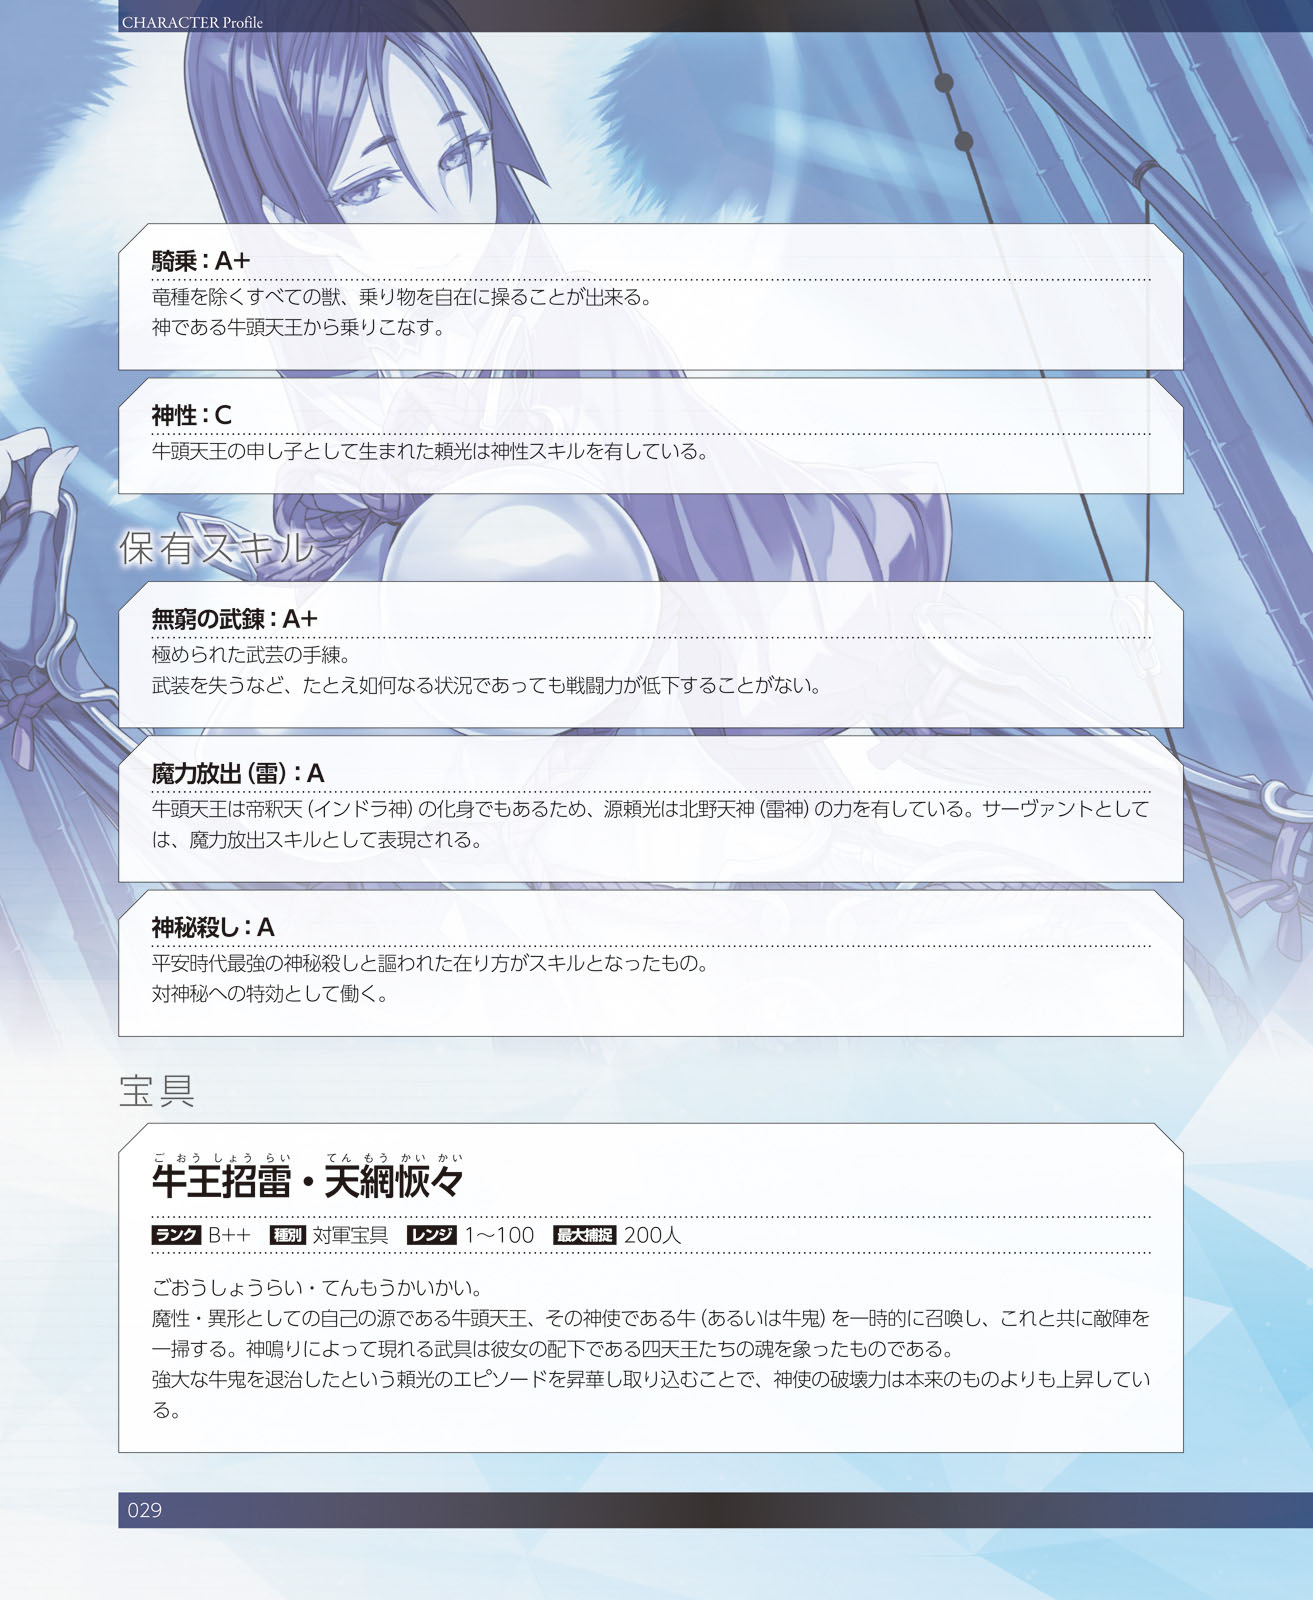 CHARACTER Profile
騎乗：A+
竜種を除くすべての獣、乗り物を自在に操ることが出来る。
神である牛頭天王から乗りこなす。
神性：C
牛頭天王の申し子として生まれた頼光は神性スキルを有している。
保有スキル
無窮の武錬：A+
極められた武芸の手練。
武装を失うなど、たとえ如何なる状況であっても戦闘力が低下することがない。
魔力放出（雷）：A
牛頭天王は帝釈天（インドラ神）の化身でもあるため、源頼光は北野天神（雷神）の力を有している。サーヴァントとして
は、魔力放出スキルとして表現される。
神秘殺し：A
平安時代最強の神秘殺しと謳われた在り方がスキルとなったもの。
対神秘への特効として働く。
宝具
ごおうしょうらい てんもうかいかい
牛王招雷・天網恢々
ランク B++ 種別 対軍宝具 レンジ 1～100 最大捕捉 200人
ごおうしょうらい・てんもうかいかい。
魔性・異形としての自己の源である牛頭天王、その神使である牛（あるいは牛鬼）を一時的に召喚し、これと共に敵陣を
一掃する。神鳴りによって現れる武具は彼女の配下である四天王たちの魂を象ったものである。
強大な牛鬼を退治したという頼光のエピソードを昇華し取り込むことで、神使の破壊力は本来のものよりも上昇してい
る。
029